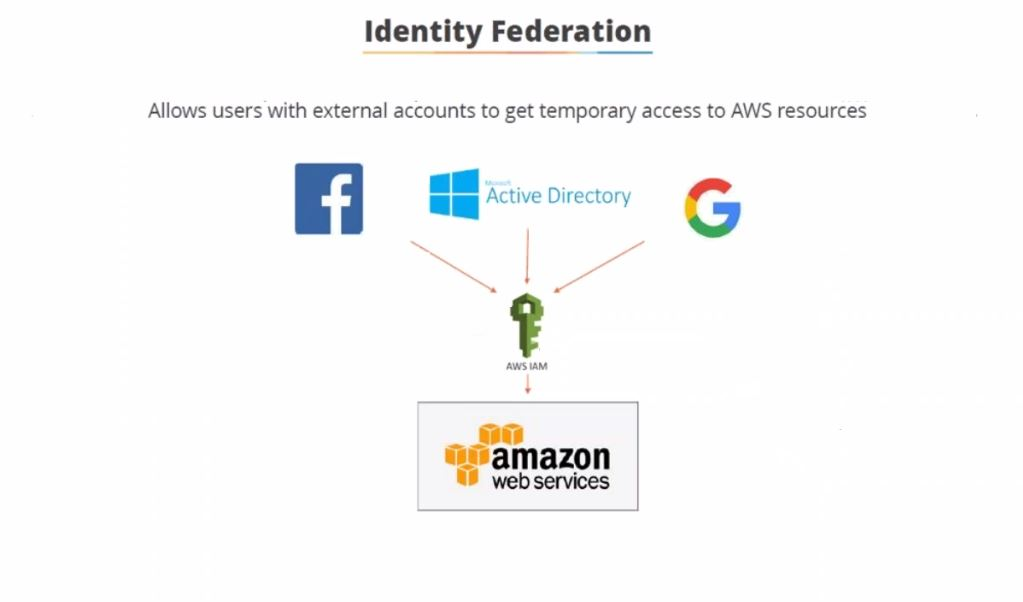 Identity Federation
Allows users with external accounts to get temporary access to AWS resources
Microsoft
Active Directory
AWS IAM
amazon
web services